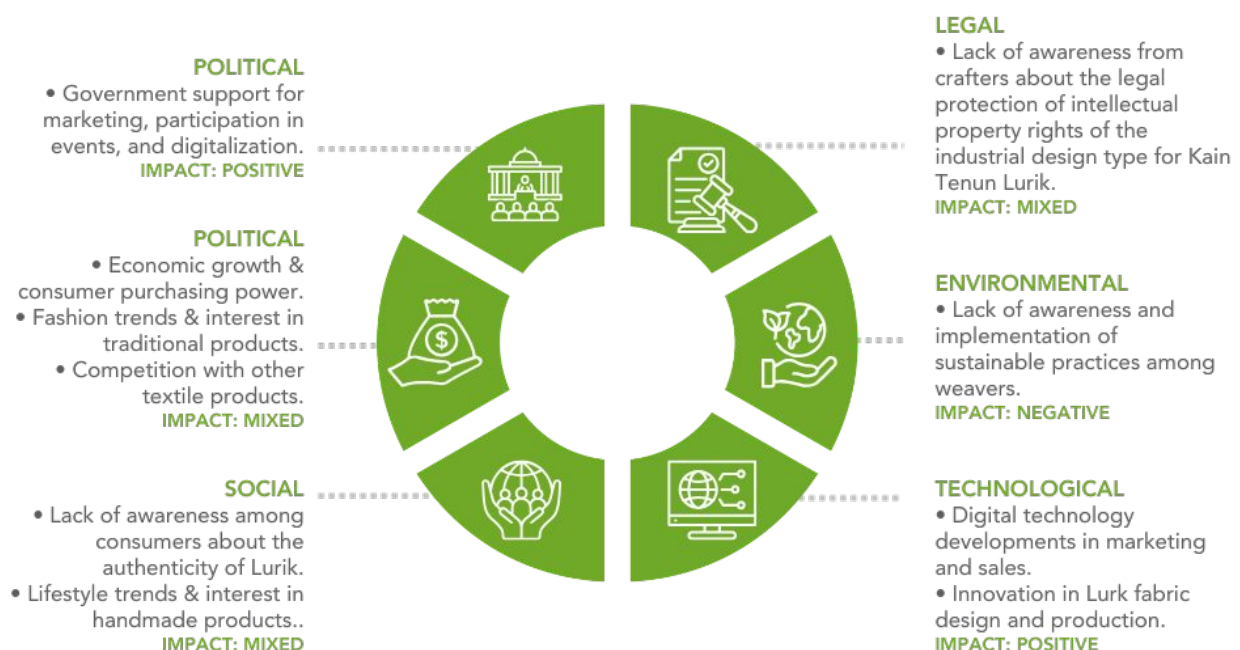 POLITICAL
• Government support for
marketing, participation in
events, and digitalization.
IMPACT: POSITIVE
POLITICAL
• Economic growth &
consumer purchasing power.
• Fashion trends & interest in
traditional products.
• Competition with other
textile products.
IMPACT: MIXED
SOCIAL
• Lack of awareness among
consumers about the
authenticity of Lurik.
• Lifestyle trends & interest in
handmade products..
IMPACT: MIXED
LEGAL
• Lack of awareness from
crafters about the legal
protection of intellectual
property rights of the
industrial design type for Kain
Tenun Lurik.
IMPACT: MIXED
ENVIRONMENTAL
• Lack of awareness and
implementation of
sustainable practices among
weavers.
IMPACT: NEGATIVE
TECHNOLOGICAL
• Digital technology
developments in marketing
and sales.
• Innovation in Lurk fabric
design and production.
IMPACT: POSITIVE
$